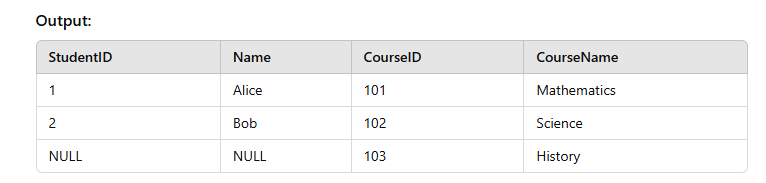 Output:
StudentID Name CourseID CourseName
1 Alice 101 Mathematics
2 Bob 102 Science
NULL NULL 103 History